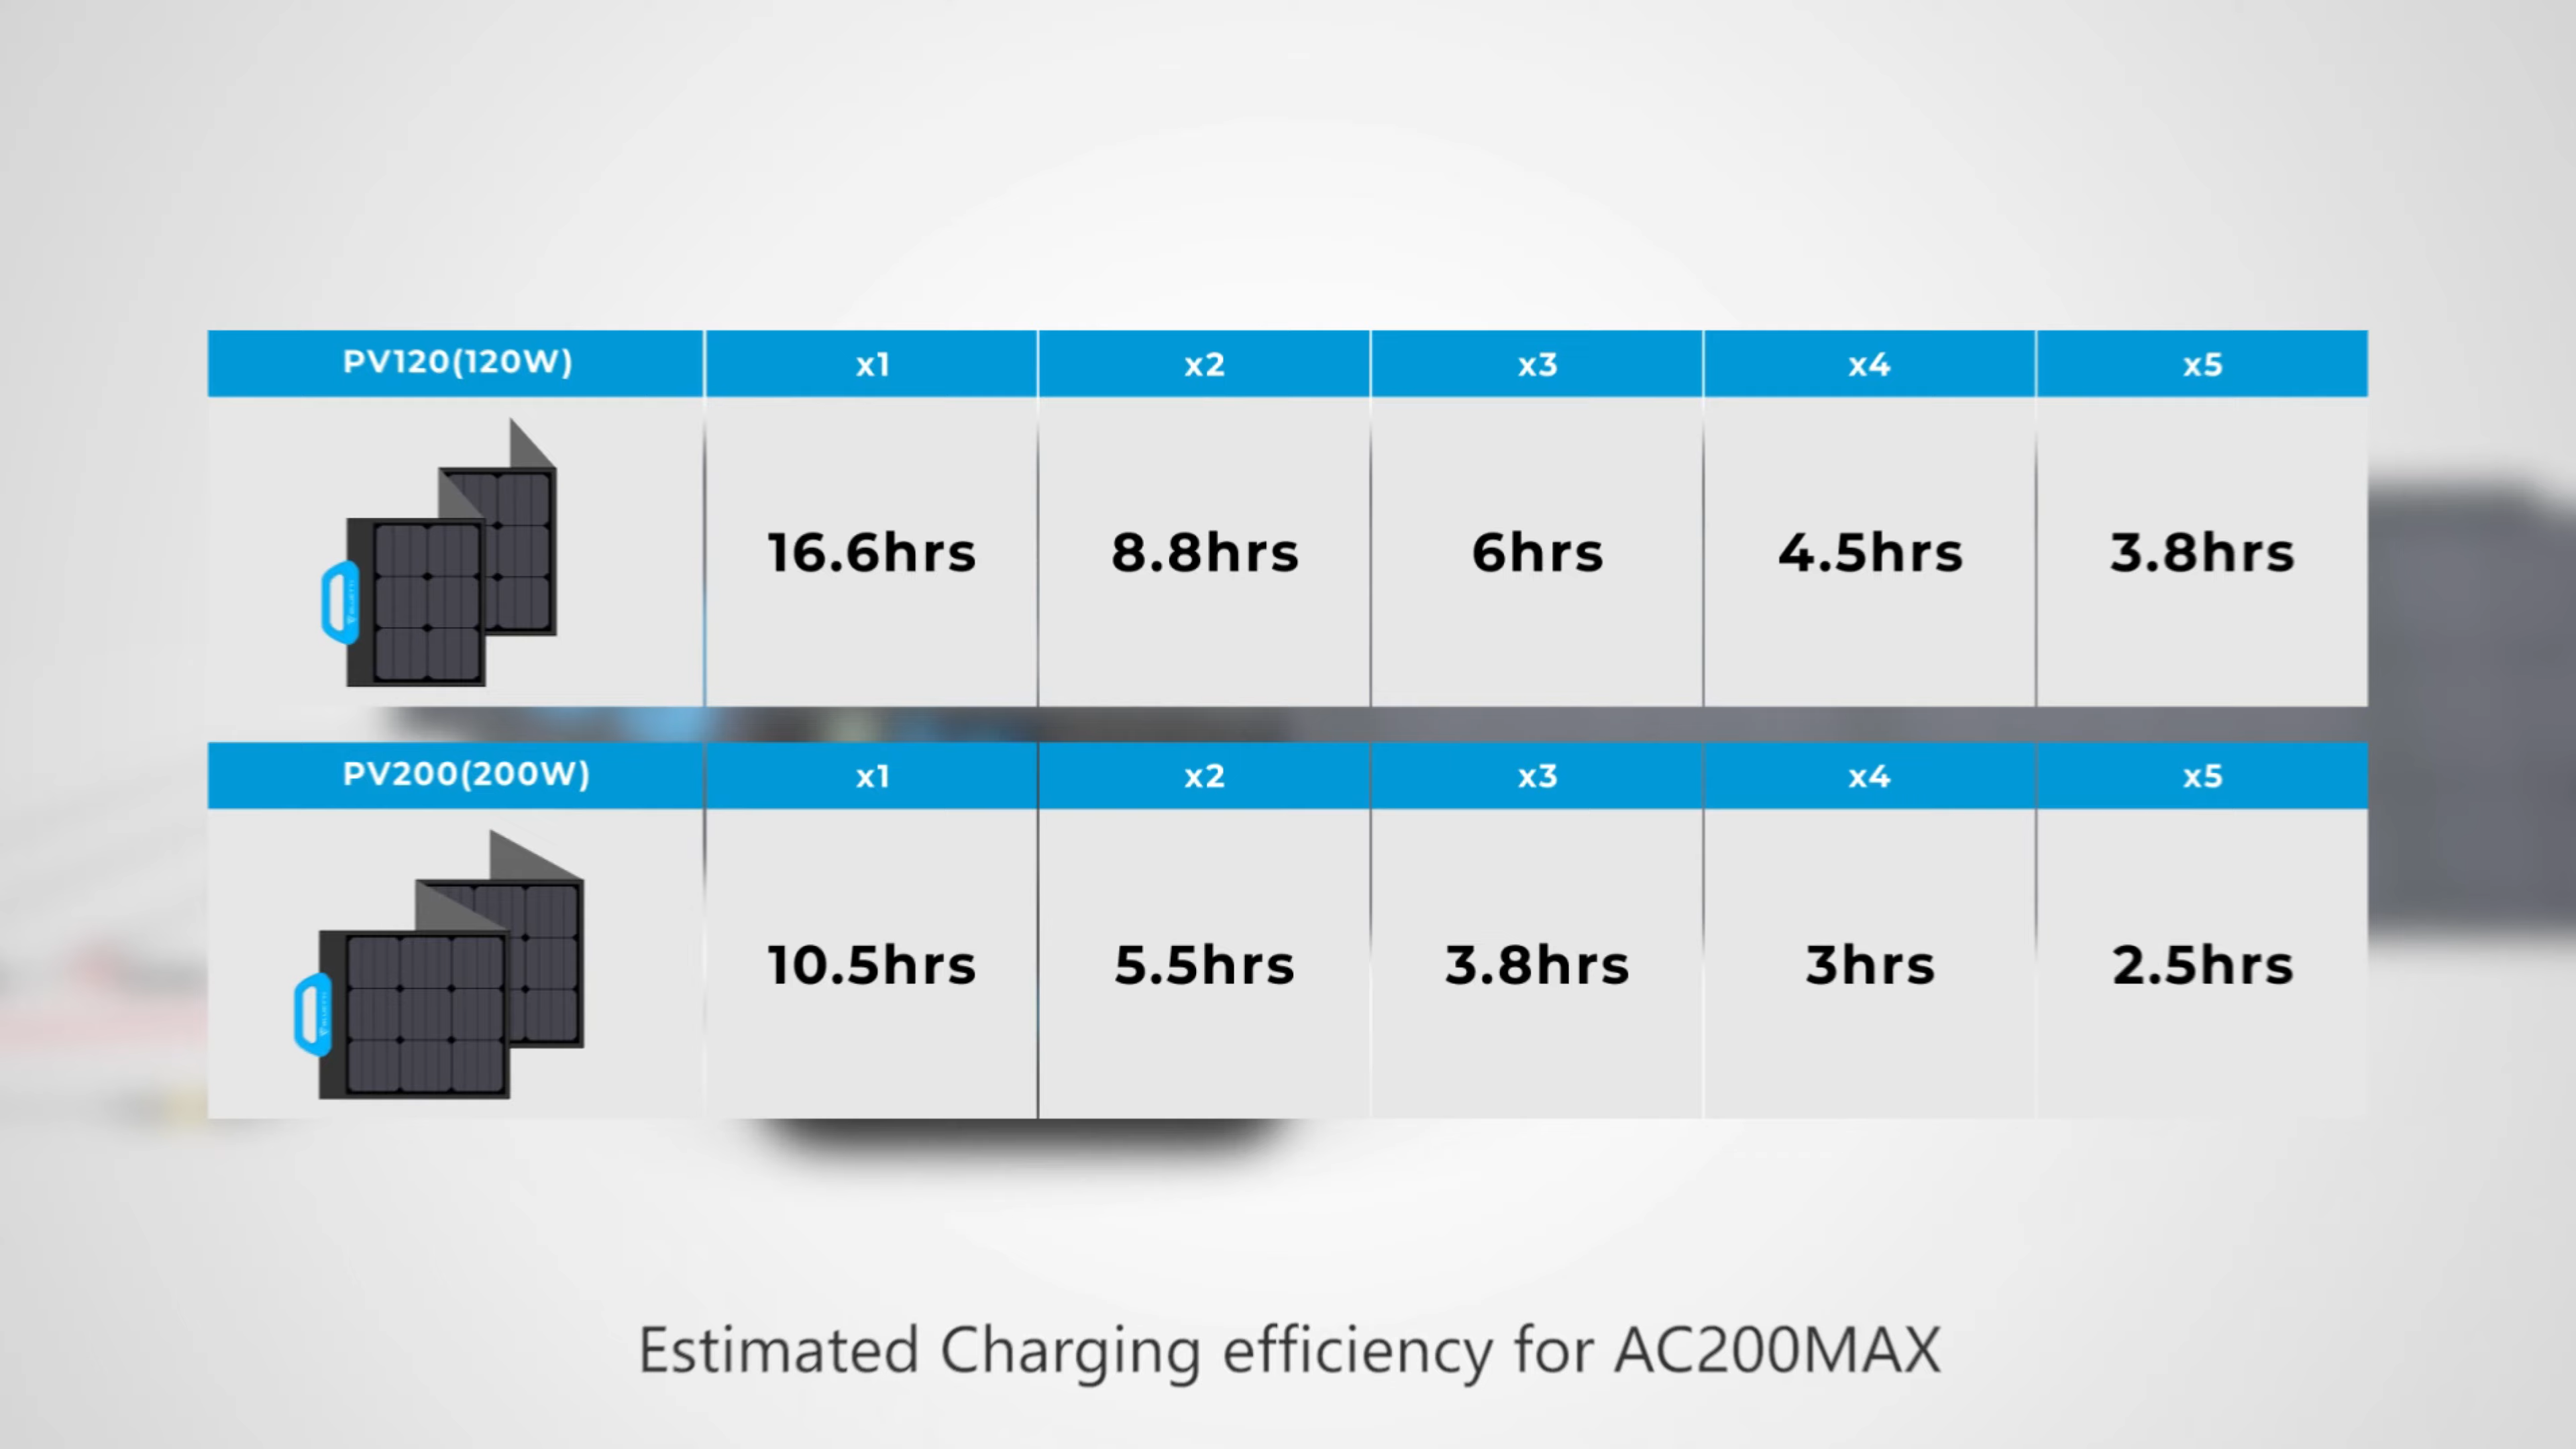 PV120(120W) x1 x2 x3 x4 x5
16.6hrs 8.8hrs 6hrs 4.5hrs 3.8hrs
PV200(200W) x1 x2 x3 x4 x5
10.5hrs 5.5hrs 3.8hrs 3hrs 2.5hrs
Estimated Charging efficiency for AC200MAX